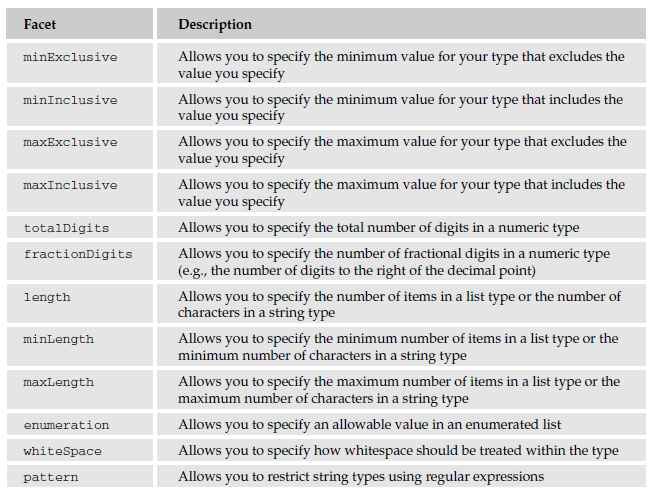 Facet Description
minExclusive Allows you to specify the minimum value for your type that excludes the
value you specify
minInclusive Allows you to specify the minimum value for your type that includes the
value you specify
maxExclusive Allows you to specify the maximum value for your type that excludes the
value you specify
maxInclusive Allows you to specify the maximum value for your type that includes the
value you specify
totalDigits Allows you to specify the total number of digits in a numeric type
fractionDigits Allows you to specify the number of fractional digits in a numeric type
(e.g., the number of digits to the right of the decimal point)
length Allows you to specify the number of items in a list type or the number of
characters in a string type
minLength Allows you to specify the minimum number of items in a list type or the
minimum number of characters in a string type
maxLength Allows you to specify the maximum number of items in a list type or the
maximum number of characters in a string type
enumeration Allows you to specify an allowable value in an enumerated list
whiteSpace Allows you to specify how whitespace should be treated within the type
pattern Allows you to restrict string types using regular expressions